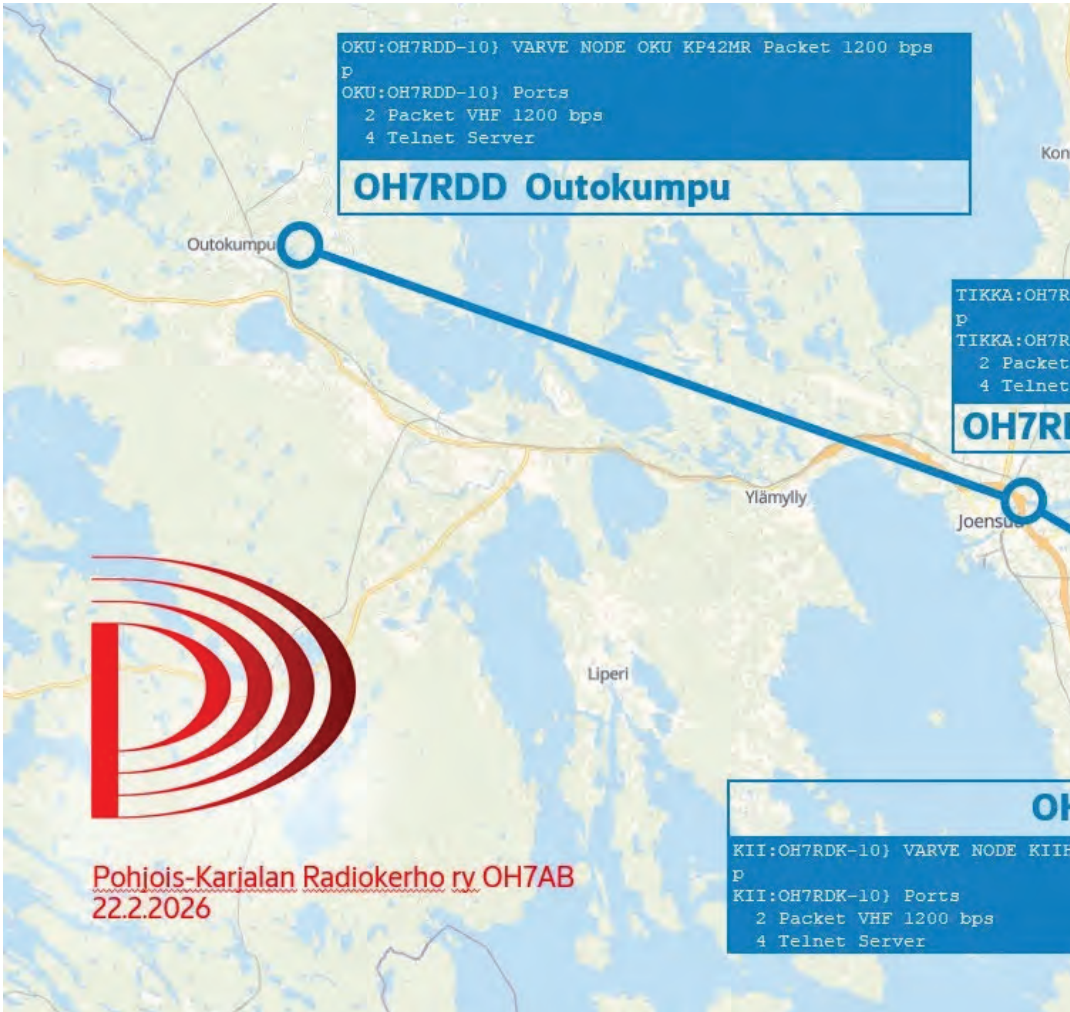 OKU:OH7RDD-10} VARVE NODE OKU KP42MR Packet 1200 bps
p
OKU:OH7RDD-10} Ports
2 Packet VHF 1200 bps
4 Telnet Server
OH7RDD Outokumpu
Kon
Outokumpu
TIKKA:OH7R
p
TIKKA:OH7R
2 Packet
4 Telnet
OH7RD
Ylämylly
Joensuu
Liperi
OH
KII:OH7RDK-10} VARVE NODE KIIH
p
KII:OH7RDK-10} Ports
2 Packet VHF 1200 bps
4 Telnet Server
Pohjois-Karjalan Radiokerho ry OH7AB
22.2.2026